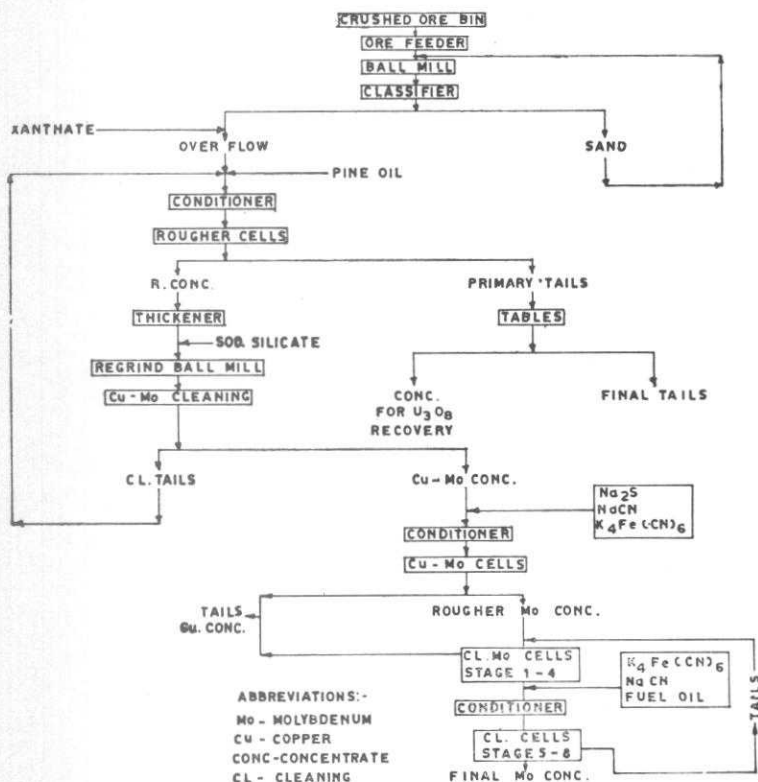 CRUSHED ORE BIN
ORE FEEDER
BALL MILL
CLASSIFIER
XANTHATE
OVER FLOW
SAND
PINE OIL
CONDITIONER
ROUGHER CELLS
R. CONC.
PRIMARY TAILS
THICKENER
TABLES
SOD. SILICATE
REGRIND BALL MILL
Cu-Mo CLEANING
CONC.
FOR U3O8
RECOVERY
FINAL TAILS
CL. TAILS
Cu-Mo CONC.
Na2S
NaCN
K4Fe(CN)6
CONDITIONER
Cu-Mo CELLS
TAILS
Cu. CONC.
ROUGHER Mo CONC.
CL. Mo CELLS
STAGE 1-4
K4Fe(CN)6
NaCN
FUEL OIL
TAILS
CONDITIONER
CL. CELLS
STAGE 5-8
FINAL Mo CONC.
ABBREVIATIONS:-
Mo - MOLYBDENUM
Cu - COPPER
CONC-CONCENTRATE
CL - CLEANING